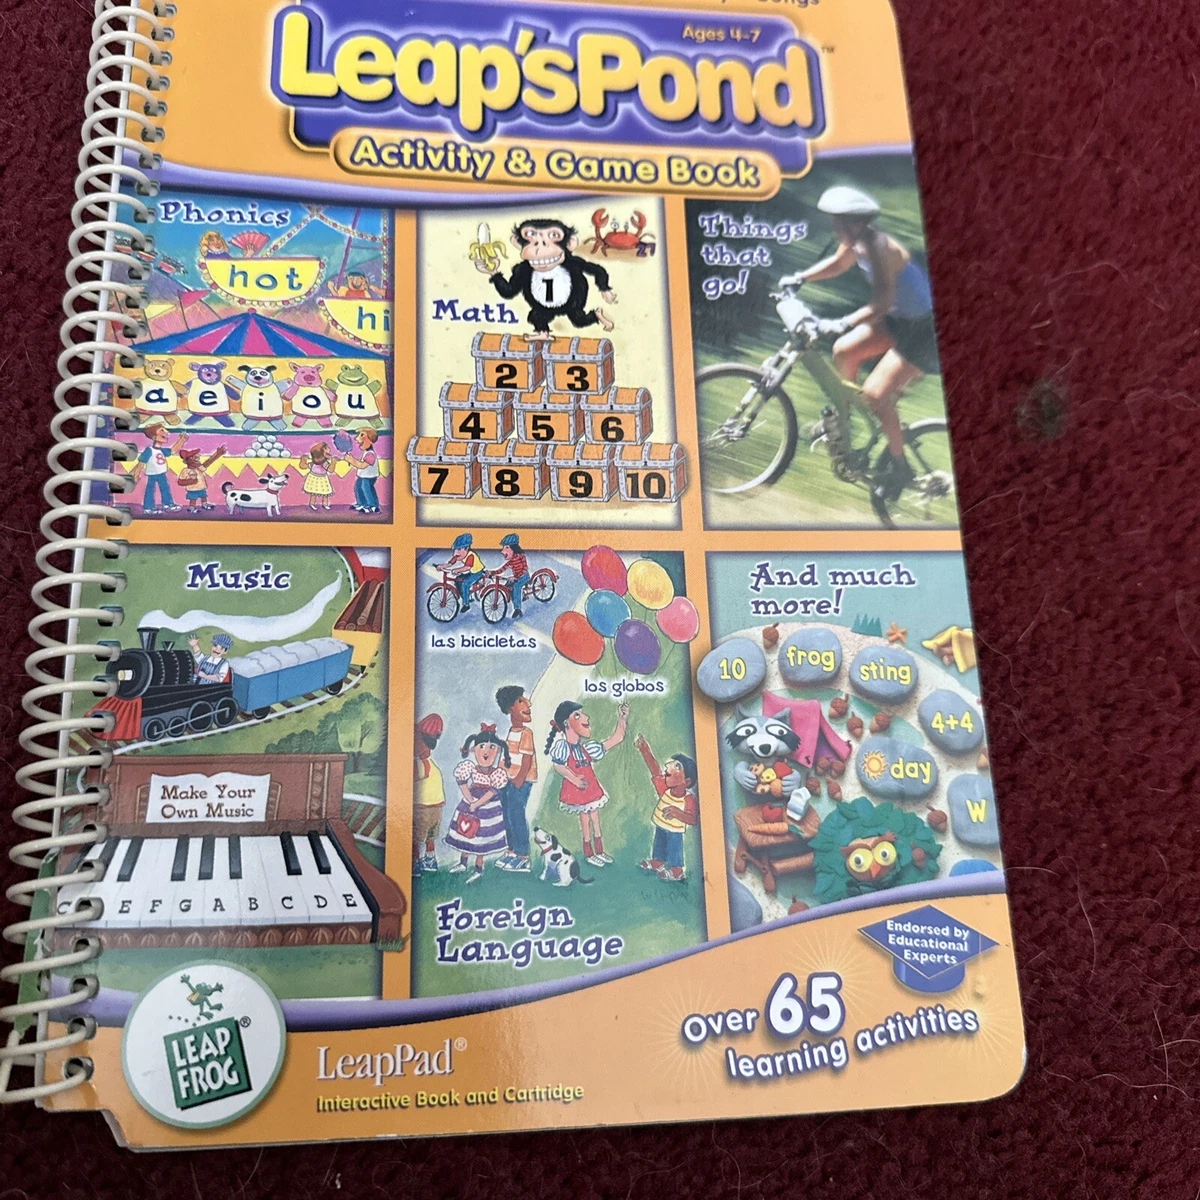 Songs
Ages 4-7
Leap'sPond™
Activity & Game Book
Phonics
hot
hi
a e i o u
8
Math
1
2 3
4 5 6
7 8 9 10
Things
that
go!
Music
Make Your
Own Music
C E F G A B C D E
las bicicletas
los globos
Foreign
Language
And much
more!
10
frog
sting
4+4
day
W
Endorsed by
Educational
Experts
Over 65
learning activities
LEAP
FROG®
LeapPad®
Interactive Book and Cartridge